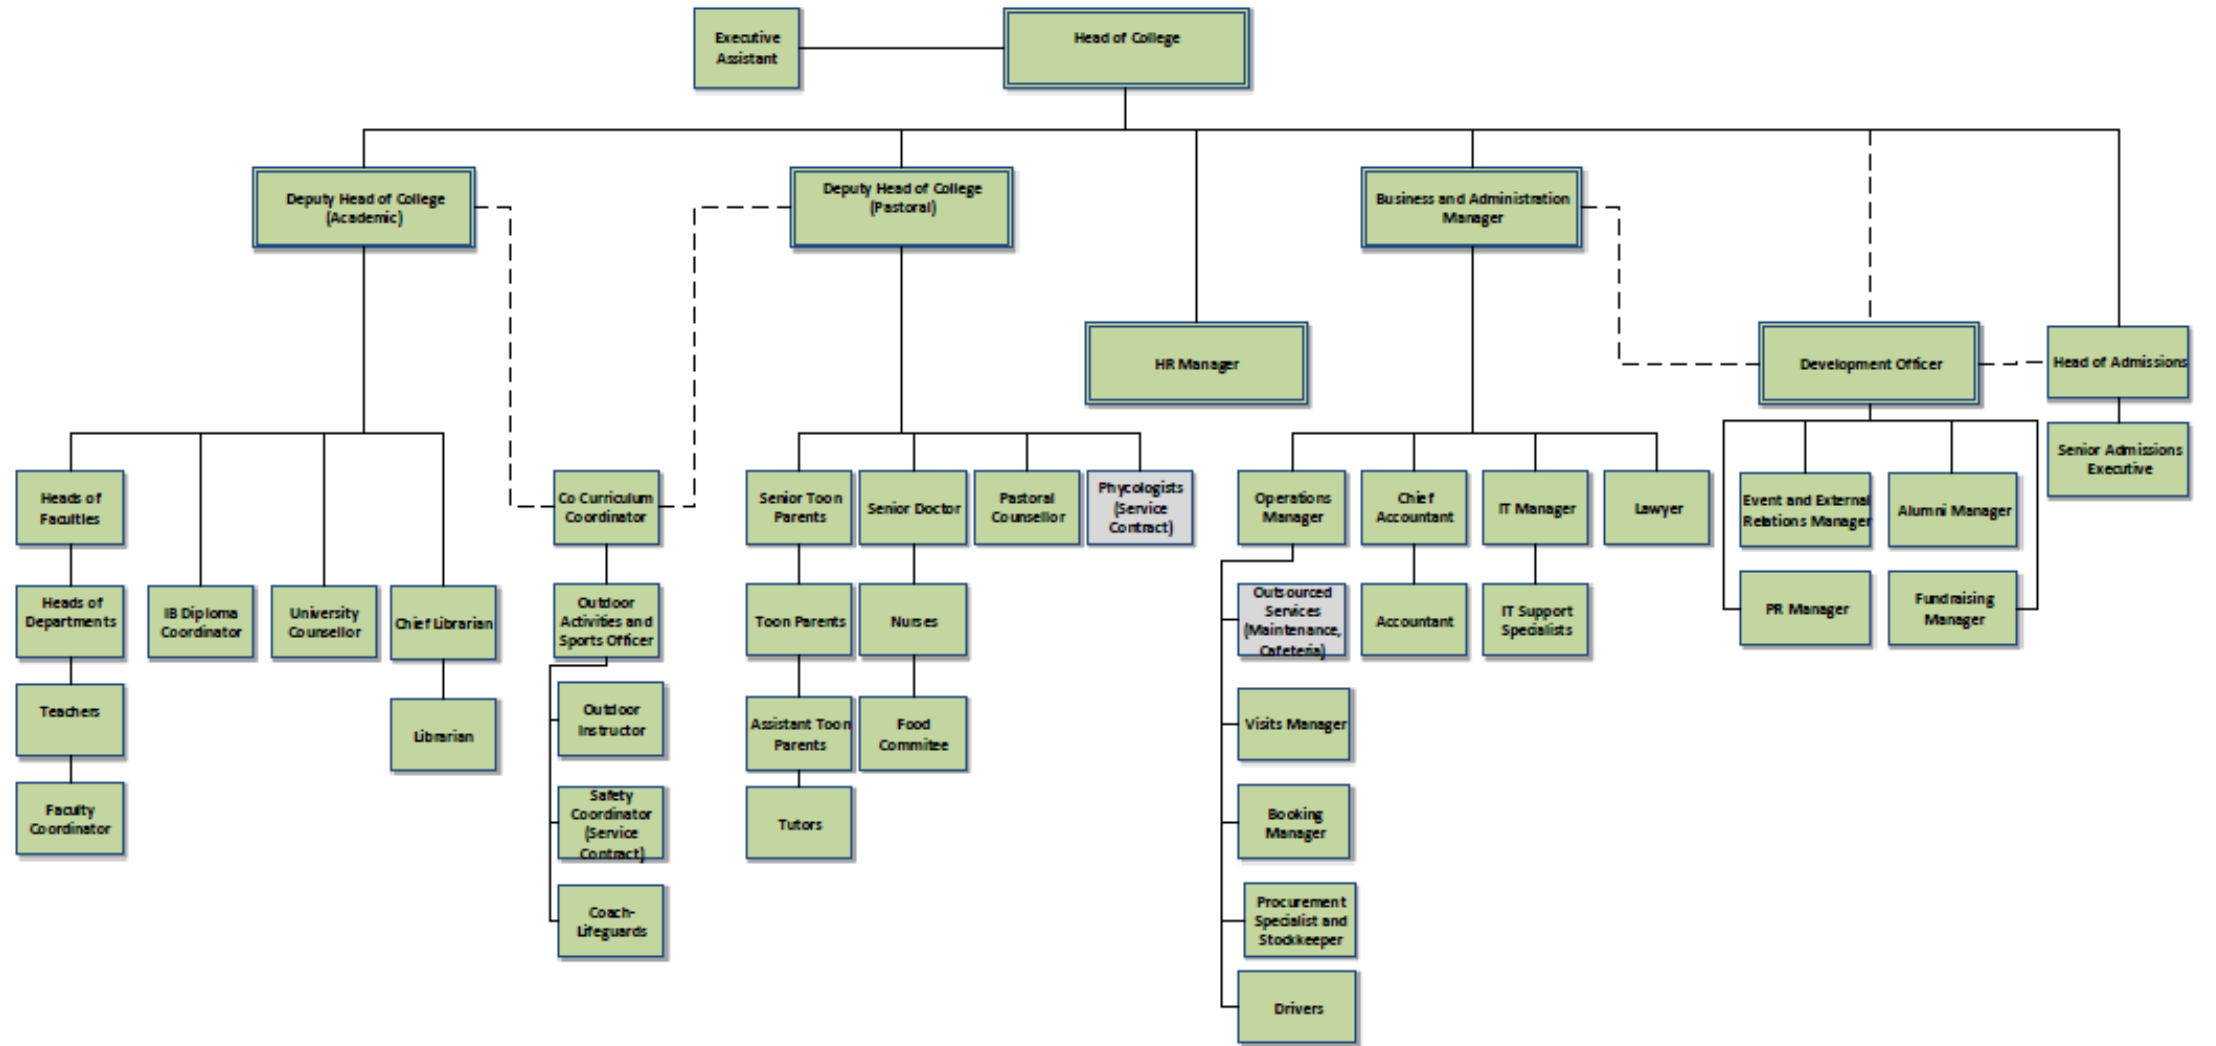 Executive
Assistant
Head of College
Deputy Head of College
(Academic)
Deputy Head of College
(Pastoral)
Business and Administration
Manager
HR Manager
Development Officer
Head of Admissions
Senior Admissions
Executive
Heads of
Faculties
Co Curriculum
Coordinator
Senior Toon
Parents
Senior Doctor
Pastoral
Counsellor
Phycologists
(Service
Contract)
Operations
Manager
Chief
Accountant
IT Manager
Lawyer
Event and External
Relations Manager
Alumni Manager
Heads of
Departments
IB Diploma
Coordinator
University
Counsellor
Chief Librarian
Outdoor
Activities and
Sports Officer
Toon Parents
Nurses
Outsourced
Services
(Maintenance,
Cafeteria)
Accountant
IT Support
Specialists
PR Manager
Fundraising
Manager
Teachers
Librarian
Outdoor
Instructor
Assistant Toon
Parents
Food
Commitee
Visits Manager
Faculty
Coordinator
Safety
Coordinator
(Service
Contract)
Tutors
Booking
Manager
Coach-
Lifeguards
Procurement
Specialist and
Stockkeeper
Drivers